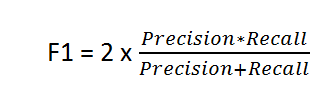 F1 = 2 x Precision*Recall / Precision+Recall